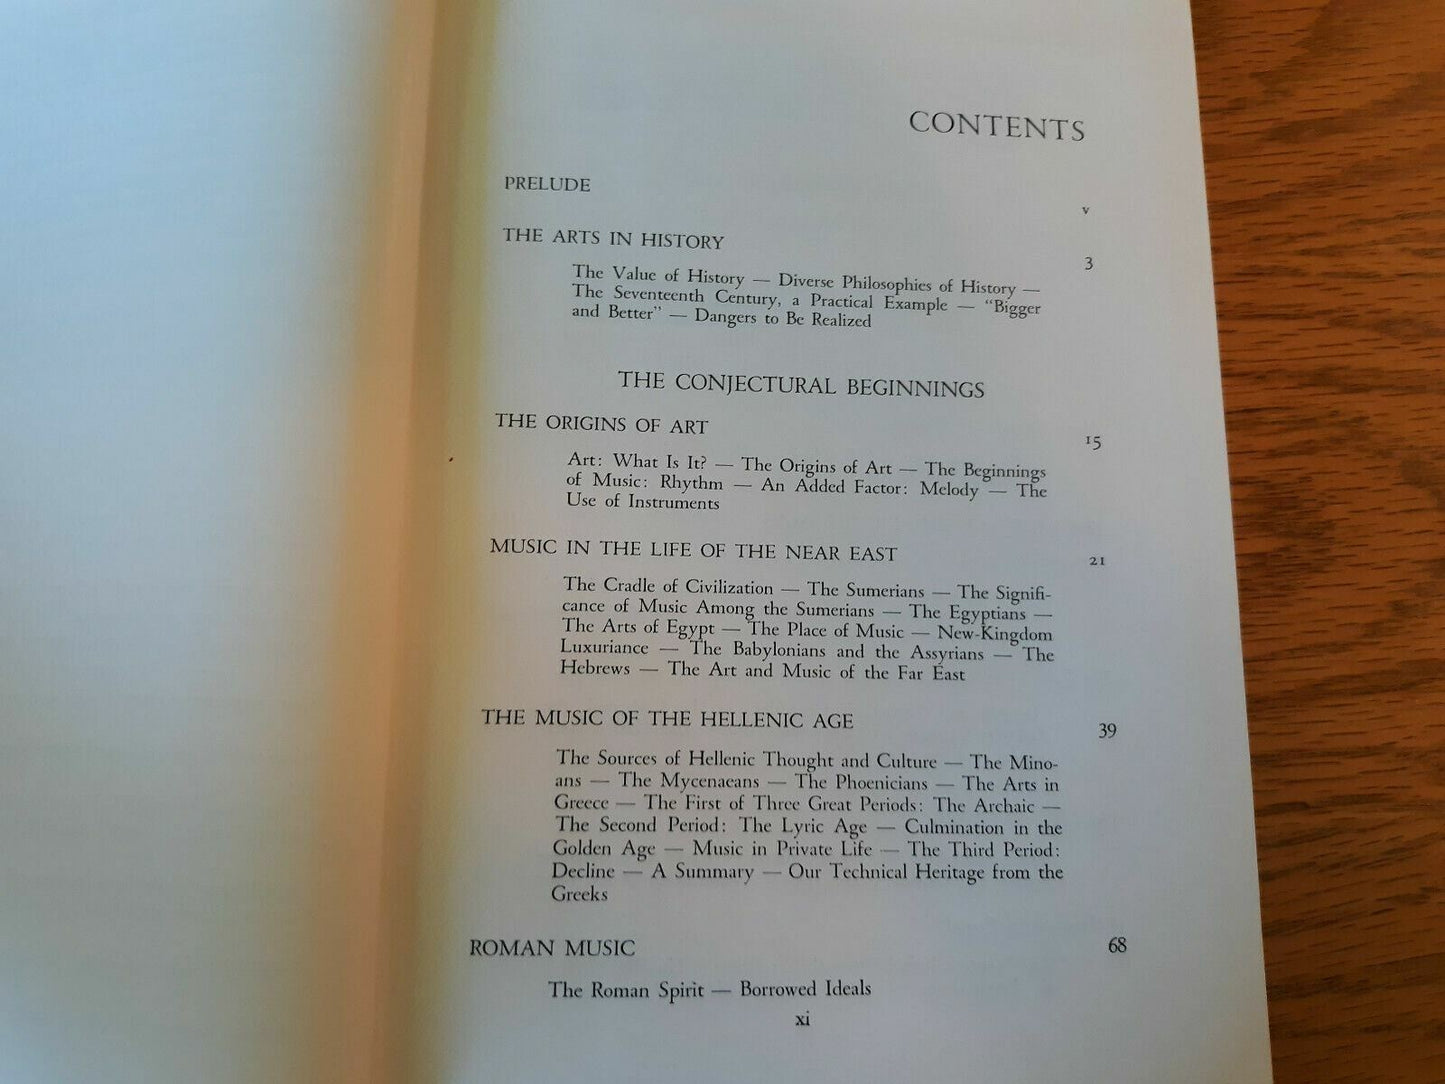 CONTENTS
PRELUDE v
THE ARTS IN HISTORY 3
The Value of History — Diverse Philosophies of History —
The Seventeenth Century, a Practical Example — “Bigger
and Better” — Dangers to Be Realized
THE CONJECTURAL BEGINNINGS
THE ORIGINS OF ART 15
Art: What Is It? — The Origins of Art — The Beginnings
of Music: Rhythm — An Added Factor: Melody — The
Use of Instruments
MUSIC IN THE LIFE OF THE NEAR EAST 21
The Cradle of Civilization — The Sumerians — The Signifi-
cance of Music Among the Sumerians — The Egyptians —
The Arts of Egypt — The Place of Music — New-Kingdom
Luxuriance — The Babylonians and the Assyrians — The
Hebrews — The Art and Music of the Far East
THE MUSIC OF THE HELLENIC AGE 39
The Sources of Hellenic Thought and Culture — The Mino-
ans — The Mycenaeans — The Phoenicians — The Arts in
Greece — The First of Three Great Periods: The Archaic —
The Second Period: The Lyric Age — Culmination in the
Golden Age — Music in Private Life — The Third Period:
Decline — A Summary — Our Technical Heritage from the
Greeks
ROMAN MUSIC 68
The Roman Spirit — Borrowed Ideals
xi